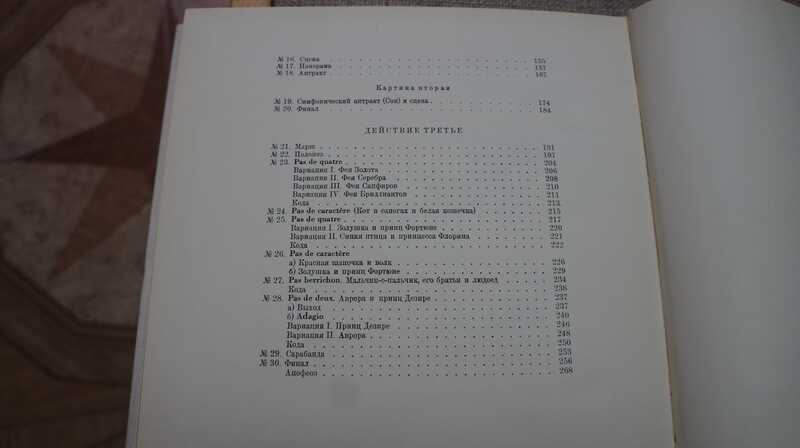 № 16. Сцена 155
№ 17. Панорама 157
№ 18. Антракт 167
Картина вторая
№ 19. Симфонический антракт (Сон) и сцена 174
№ 20. Финал 184
ДЕЙСТВИЕ ТРЕТЬЕ
№ 21. Марш 191
№ 22. Полонез 197
№ 23. Pas de quatre 204
Вариация I. Фея Золота 206
Вариация II. Фея Серебра 208
Вариация III. Фея Сапфиров 210
Вариация IV. Фея Бриллиантов 211
Кода 213
№ 24. Pas de caractère (Кот в сапогах и белая кошечка) 215
№ 25. Pas de quatre 217
Вариация I. Золушка и принц Фортюне 220
Вариация II. Синяя птица и принцесса Флорина 221
Кода 222
№ 26. Pas de caractère
а) Красная шапочка и волк 226
б) Золушка и принц Фортюне 229
№ 27. Pas berrichon. Мальчик-с-пальчик, его братья и людоед 234
Кода 236
№ 28. Pas de deux. Аврора и принц Дезире 237
а) Выход 237
б) Adagio 240
Вариация I. Принц Дезире 246
Вариация II. Аврора 248
Кода 250
№ 29. Сарабанда 253
№ 30. Финал 256
Апофеоз 268